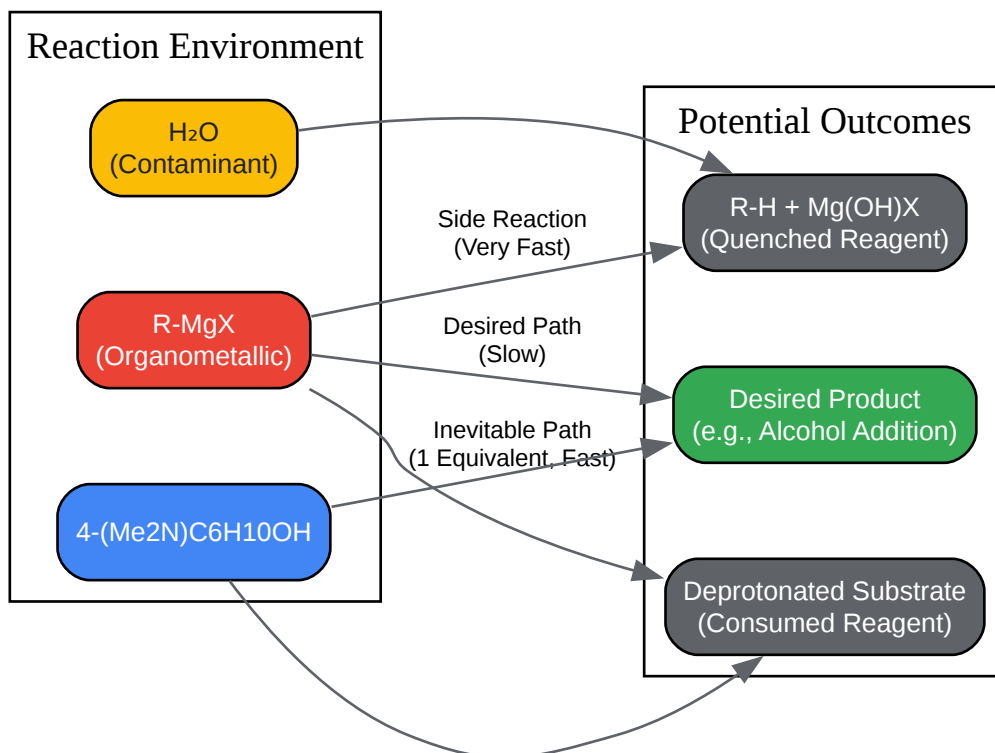 Reaction Environment
H₂O
(Contaminant)
R-MgX
(Organometallic)
4-(Me2N)C6H10OH
Side Reaction
(Very Fast)
Desired Path
(Slow)
Inevitable Path
(1 Equivalent, Fast)
Potential Outcomes
R-H + Mg(OH)X
(Quenched Reagent)
Desired Product
(e.g., Alcohol Addition)
Deprotonated Substrate
(Consumed Reagent)